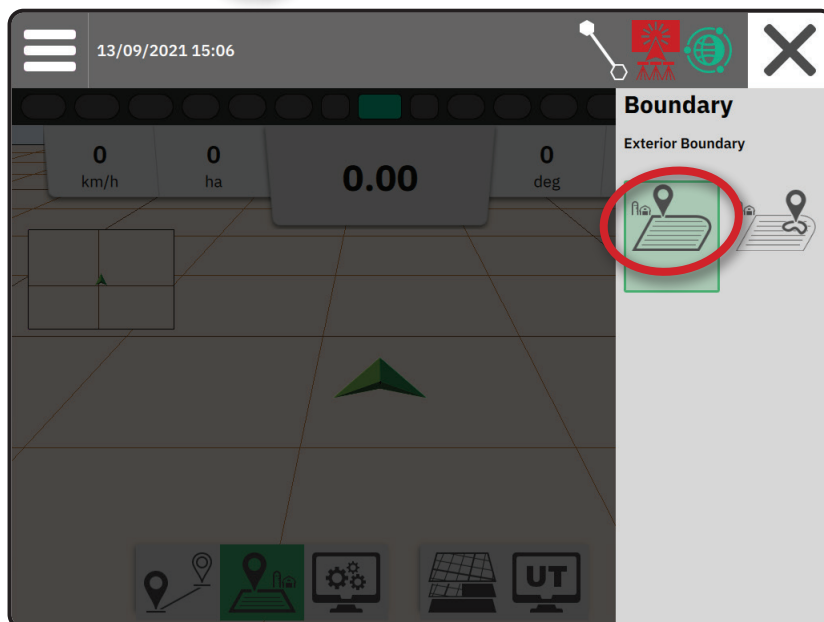 13/09/2021 15:06
Boundary
Exterior Boundary
0
km/h
0
ha
0.00
0
deg
UT